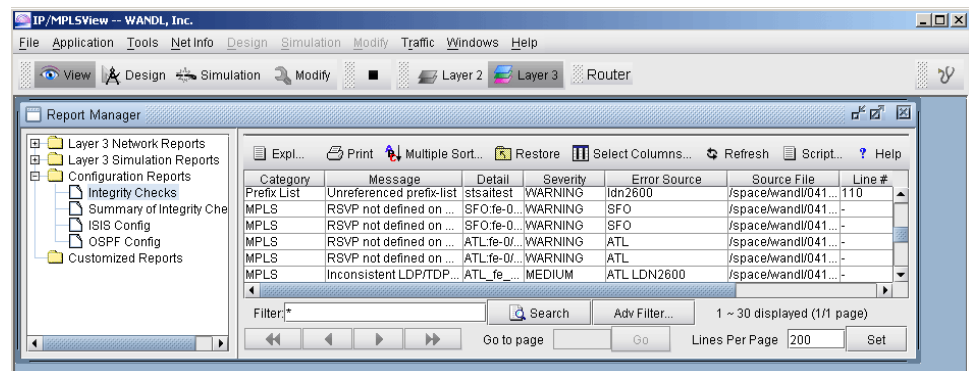 IP/MPLSView -- WANDL, Inc.
File Application Tools Net Info Design Simulation Modify Traffic Windows Help
View Design Simulation Modify Layer 2 Layer 3 Router
Report Manager
Layer 3 Network Reports
Layer 3 Simulation Reports
Configuration Reports
Integrity Checks
Summary of Integrity Che
ISIS Config
OSPF Config
Customized Reports
Expl... Print Multiple Sort... Restore Select Columns... Refresh Script... ? Help
Category Message Detail Severity Error Source Source File Line #
Prefix List Unreferenced prefix-list stsaitest WARNING ldn2600 /space/wandl/041... 110
MPLS RSVP not defined on ... SFO:fe-0... WARNING SFO /space/wandl/041... -
MPLS RSVP not defined on ... SFO:fe-0... WARNING SFO /space/wandl/041... -
MPLS RSVP not defined on ... ATL:fe-0/... WARNING ATL /space/wandl/041... -
MPLS RSVP not defined on ... ATL:fe-0/... WARNING ATL /space/wandl/041... -
MPLS Inconsistent LDP/TDP... ATL_fe_... MEDIUM ATL LDN2600 /space/wandl/041... -
Filter: * Search Adv Filter... 1 ~ 30 displayed (1/1 page)
Go to page Go Lines Per Page 200 Set